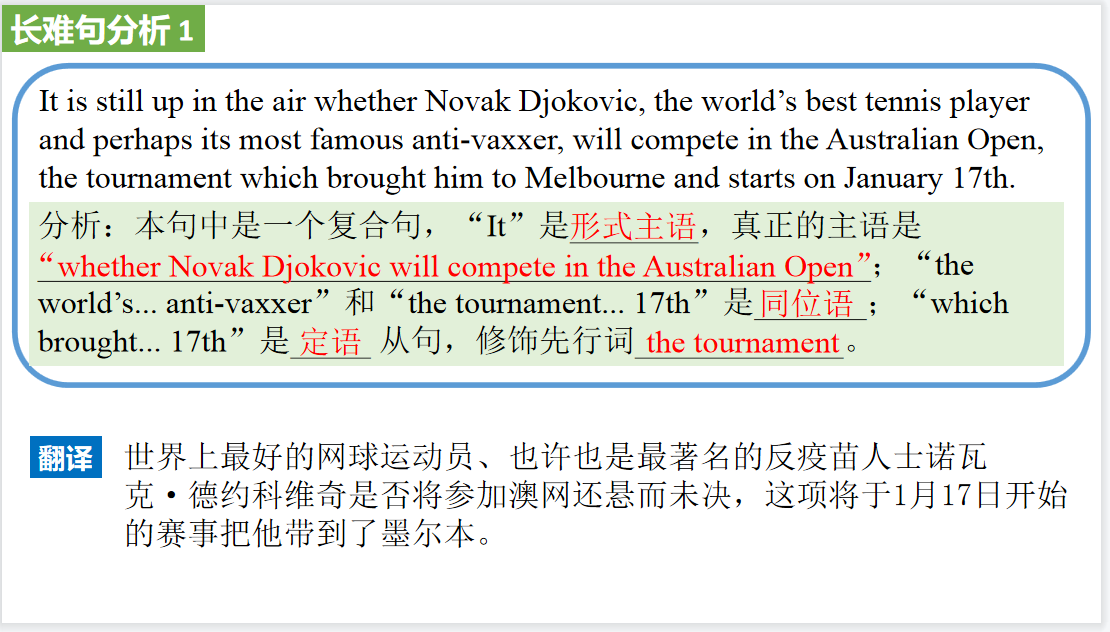 长难句分析 1
It is still up in the air whether Novak Djokovic, the world’s best tennis player
and perhaps its most famous anti-vaxxer, will compete in the Australian Open,
the tournament which brought him to Melbourne and starts on January 17th.
分析：本句中是一个复合句，“It”是形式主语，真正的主语是
“whether Novak Djokovic will compete in the Australian Open”；“the
world’s... anti-vaxxer”和“the tournament... 17th”是同位语；“which
brought... 17th”是 定语 从句，修饰先行词 the tournament。
翻译 世界上最好的网球运动员、也许也是最著名的反疫苗人士诺瓦
克·德约科维奇是否将参加澳网还悬而未决，这项将于1月17日开始
的赛事把他带到了墨尔本。